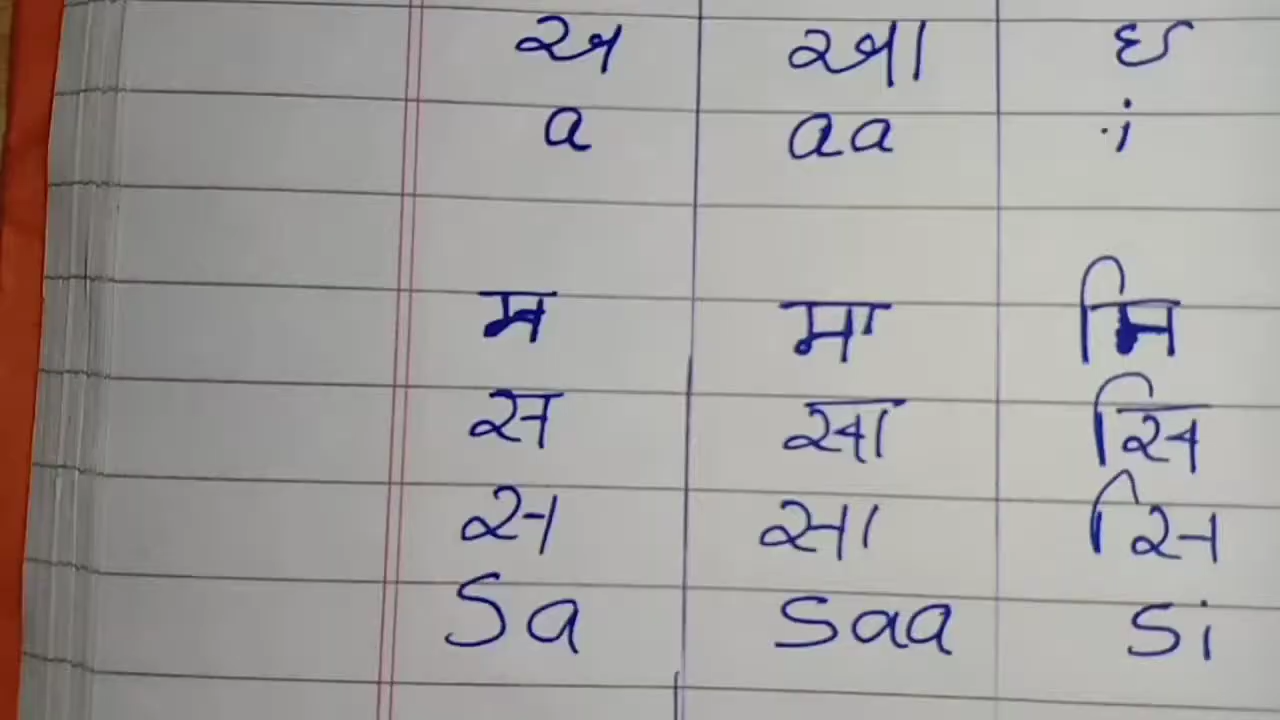 અ આ ઇ
a aa i
म मा मि
स सा सि
સ સા સિ
Sa Saa Si